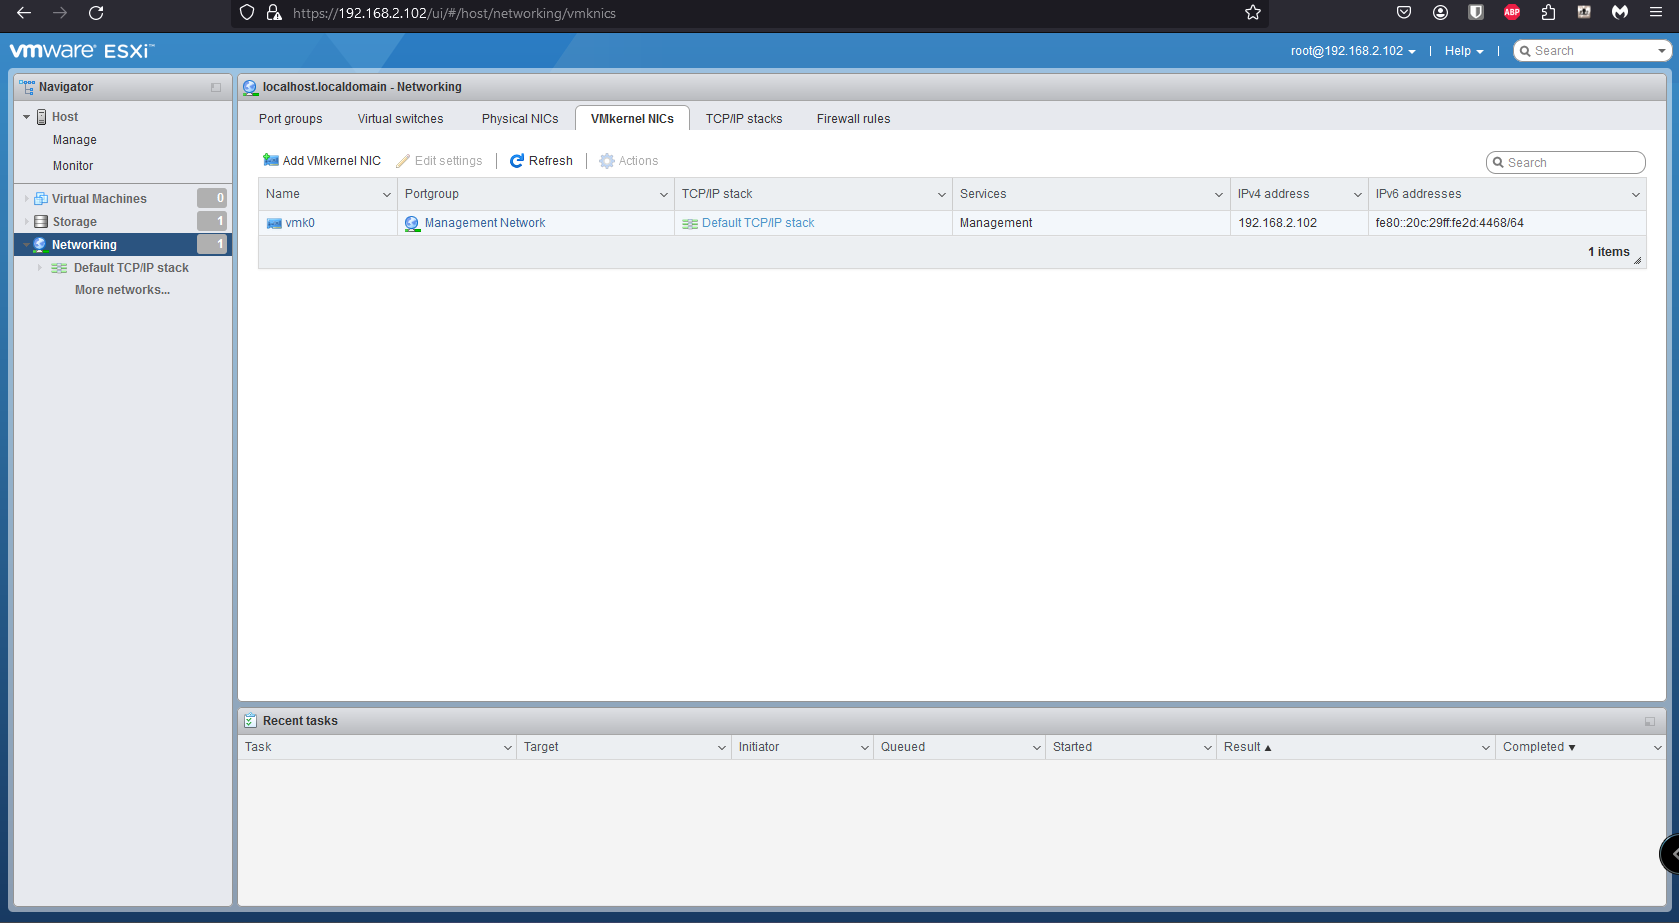 https://192.168.2.102/ui/#/host/networking/vmknics
ABP
vmware ESXi™
root@192.168.2.102 | Help | Search
Navigator
Host
Manage
Monitor
Virtual Machines 0
Storage 1
Networking 1
Default TCP/IP stack
More networks...
localhost.localdomain - Networking
Port groups Virtual switches Physical NICs VMkernel NICs TCP/IP stacks Firewall rules
Add VMkernel NIC Edit settings | Refresh | Actions Search
Name Portgroup TCP/IP stack Services IPv4 address IPv6 addresses
vmk0 Management Network Default TCP/IP stack Management 192.168.2.102 fe80::20c:29ff:fe2d:4468/64
1 items
Recent tasks
Task Target Initiator Queued Started Result ▲ Completed ▼